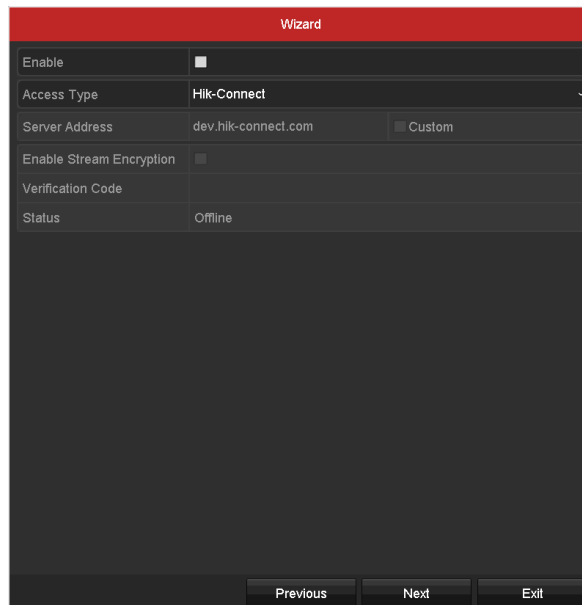 Wizard
Enable
Access Type Hik-Connect
Server Address dev.hik-connect.com Custom
Enable Stream Encryption
Verification Code
Status Offline
Previous Next Exit